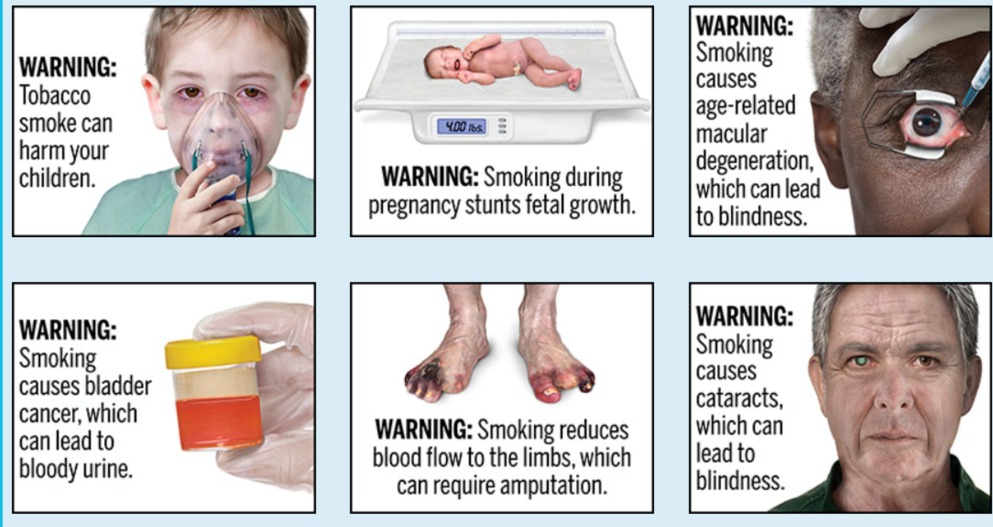 WARNING:
Tobacco
smoke can
harm your
children.
4.00 lbs.
WARNING: Smoking during
pregnancy stunts fetal growth.
WARNING:
Smoking
causes
age-related
macular
degeneration,
which can lead
to blindness.
WARNING:
Smoking
causes bladder
cancer, which
can lead to
bloody urine.
WARNING: Smoking reduces
blood flow to the limbs, which
can require amputation.
WARNING:
Smoking
causes
cataracts,
which can
lead to
blindness.